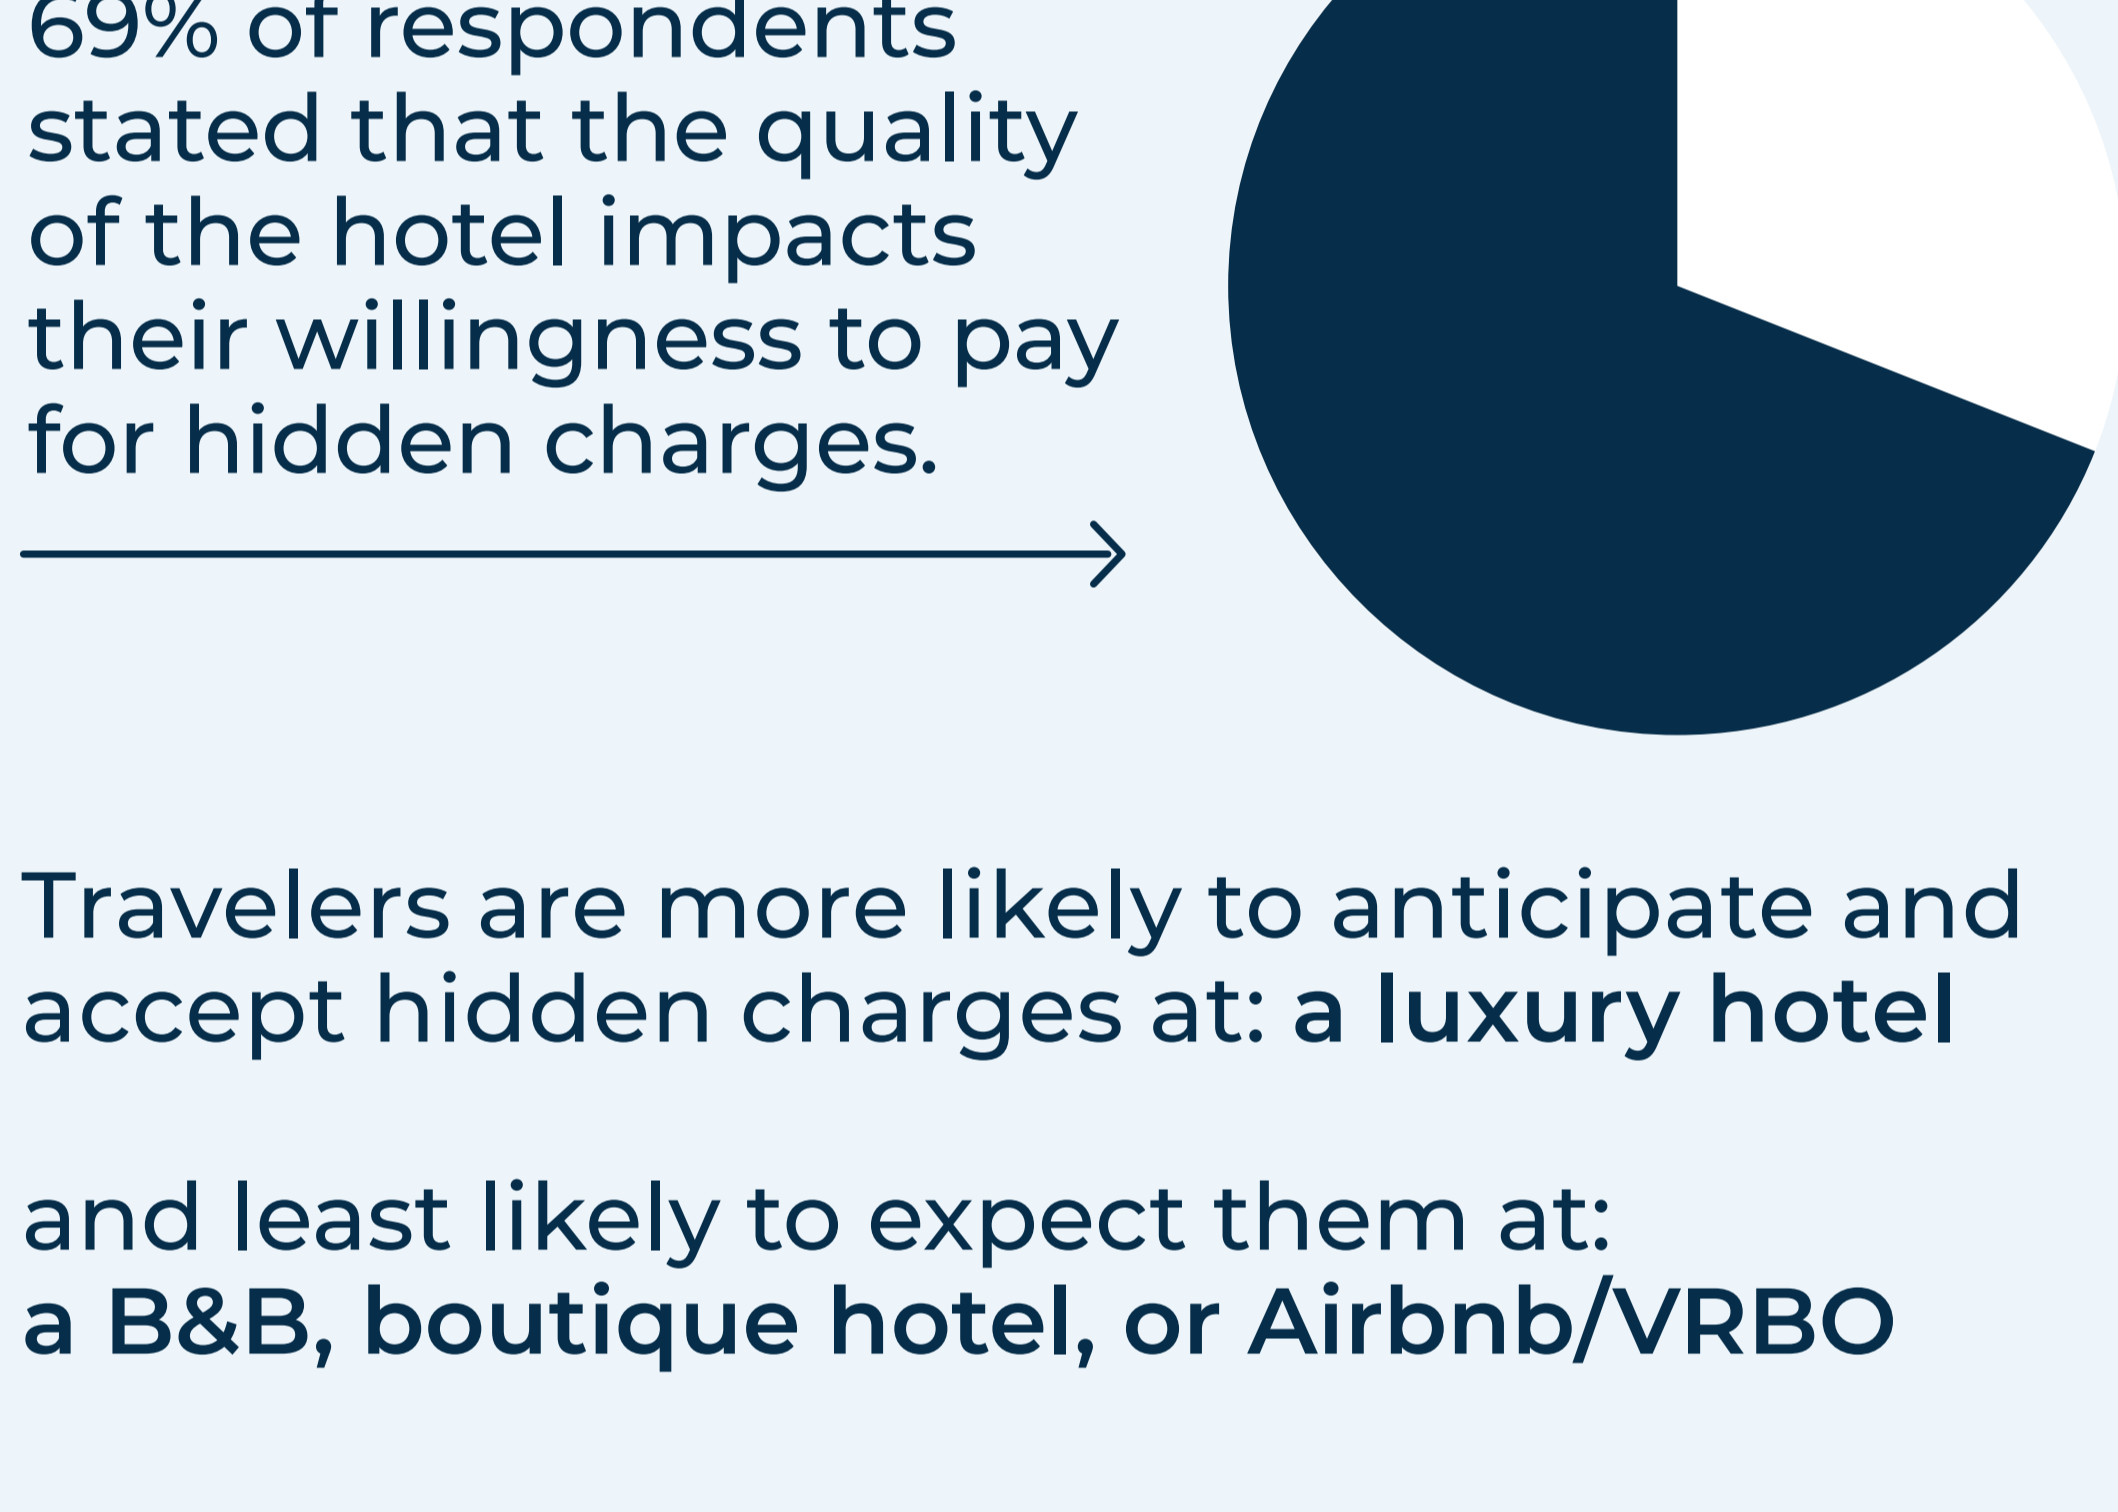 69% of respondents
stated that the quality
of the hotel impacts
their willingness to pay
for hidden charges.
Travelers are more likely to anticipate and
accept hidden charges at: a luxury hotel
and least likely to expect them at:
a B&B, boutique hotel, or Airbnb/VRBO